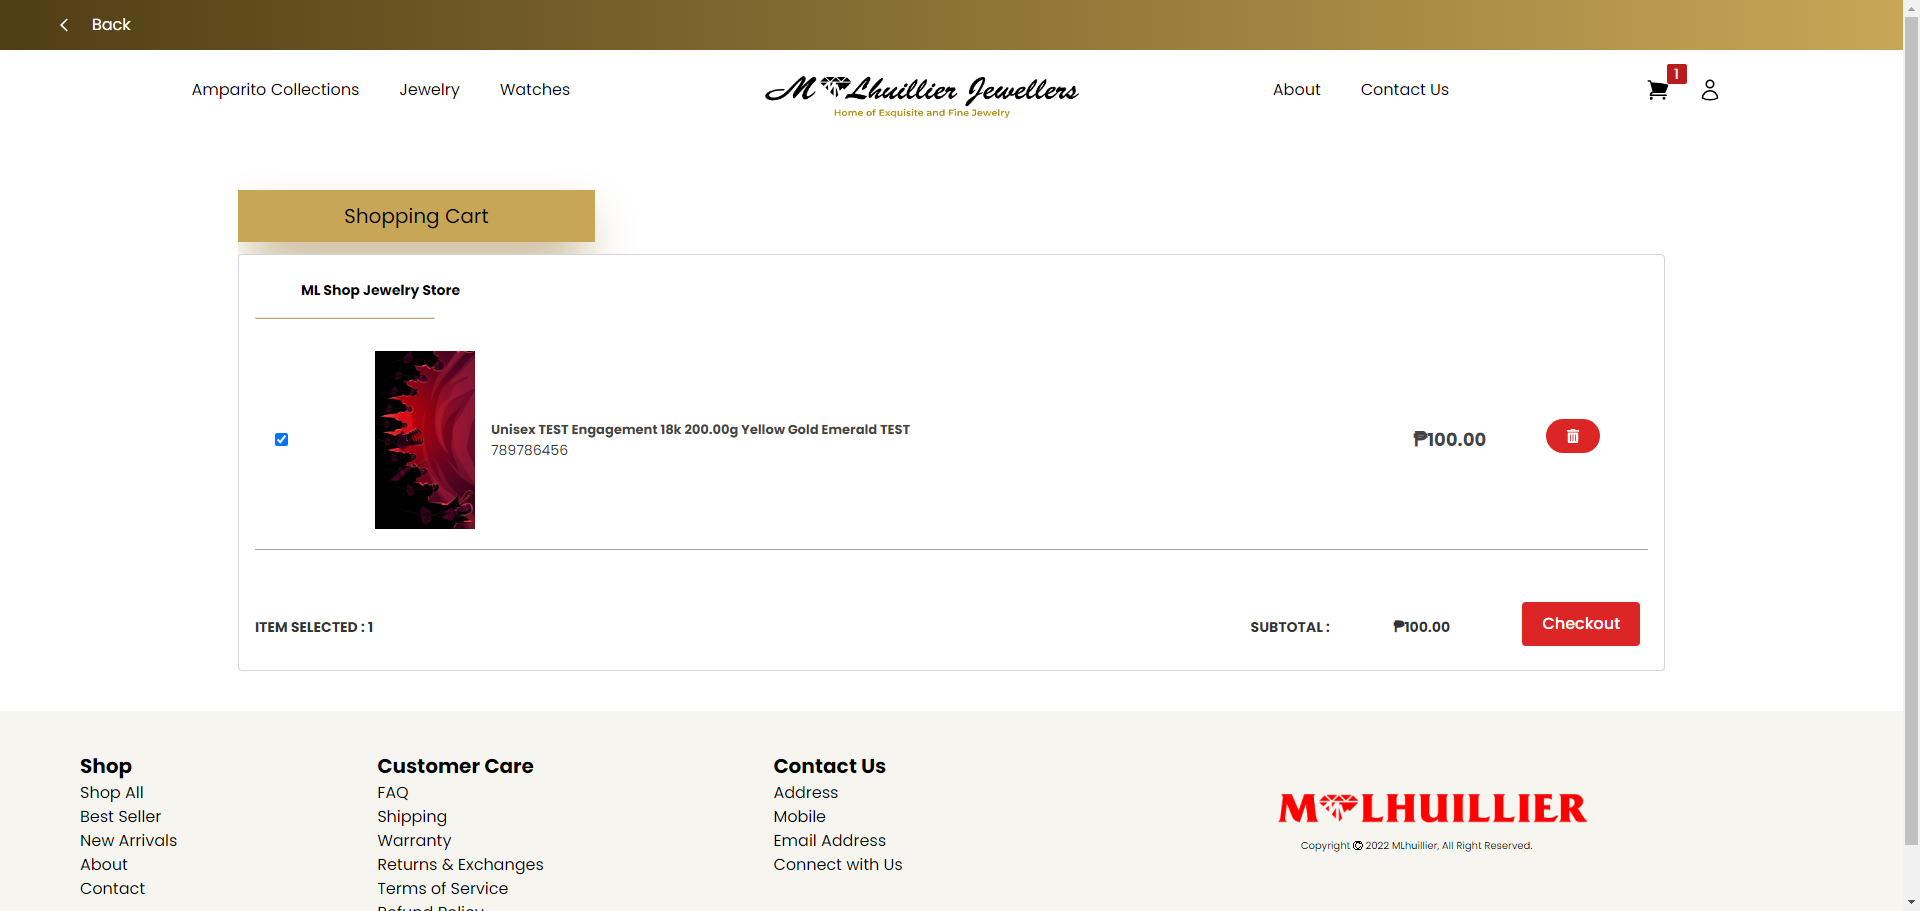 Back
Amparito Collections
Jewelry
Watches
M Lhuillier Jewellers
Home of Exquisite and Fine Jewelry
About
Contact Us
1
Shopping Cart
ML Shop Jewelry Store
Unisex TEST Engagement 18k 200.00g Yellow Gold Emerald TEST
789786456
₱100.00
ITEM SELECTED : 1
SUBTOTAL :
₱100.00
Checkout
Shop
Shop All
Best Seller
New Arrivals
About
Contact
Customer Care
FAQ
Shipping
Warranty
Returns & Exchanges
Terms of Service
Refund Policy
Contact Us
Address
Mobile
Email Address
Connect with Us
M LHUILLIER
Copyright © 2022 MLhuillier, All Right Reserved.